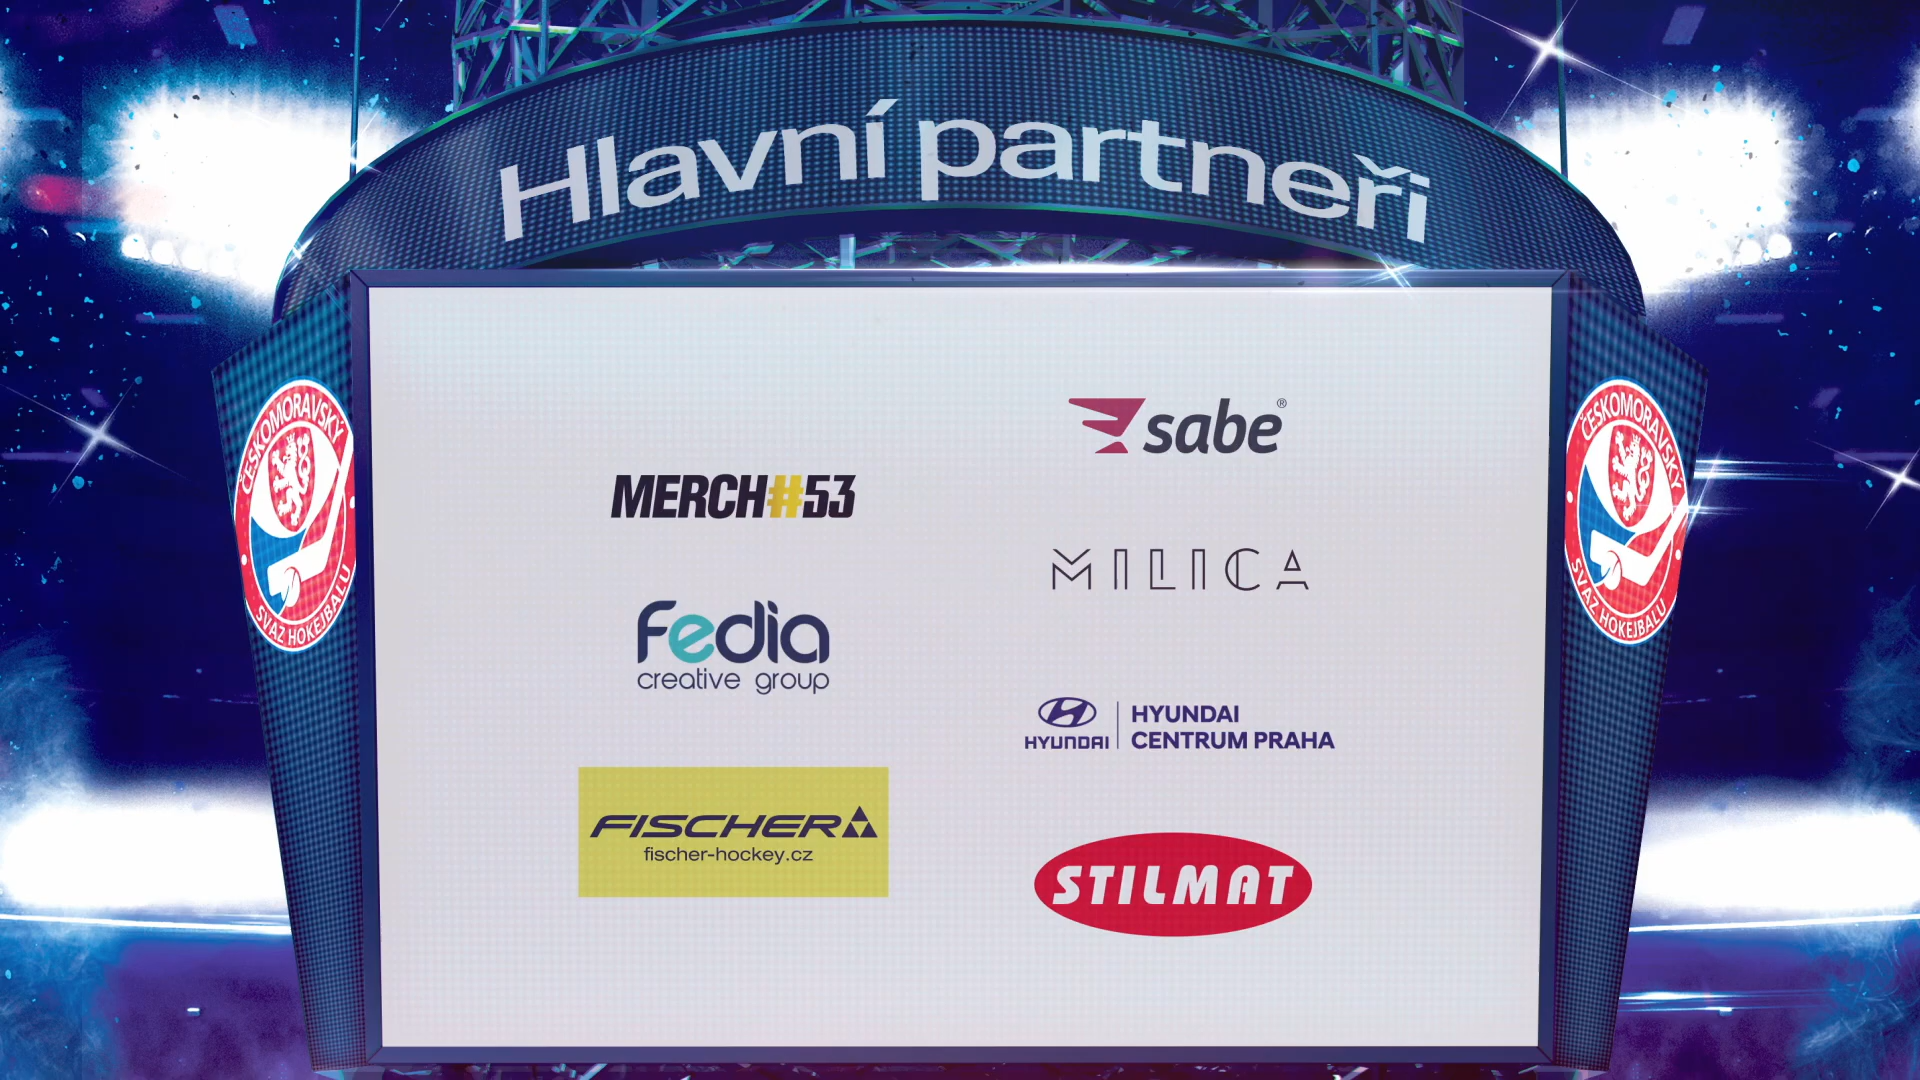 Hlavní partneři
MERCH#53
Fedia
creative group
FISCHER
fischer-hockey.cz
sabe®
MILICA
HYUNDAI
HYUNDAI
CENTRUM PRAHA
STILMAT
ČESKOMORAVSKÝ
SVAZ HOKEJBALU
ČESKOMORAVSKÝ
SVAZ HOKEJBALU